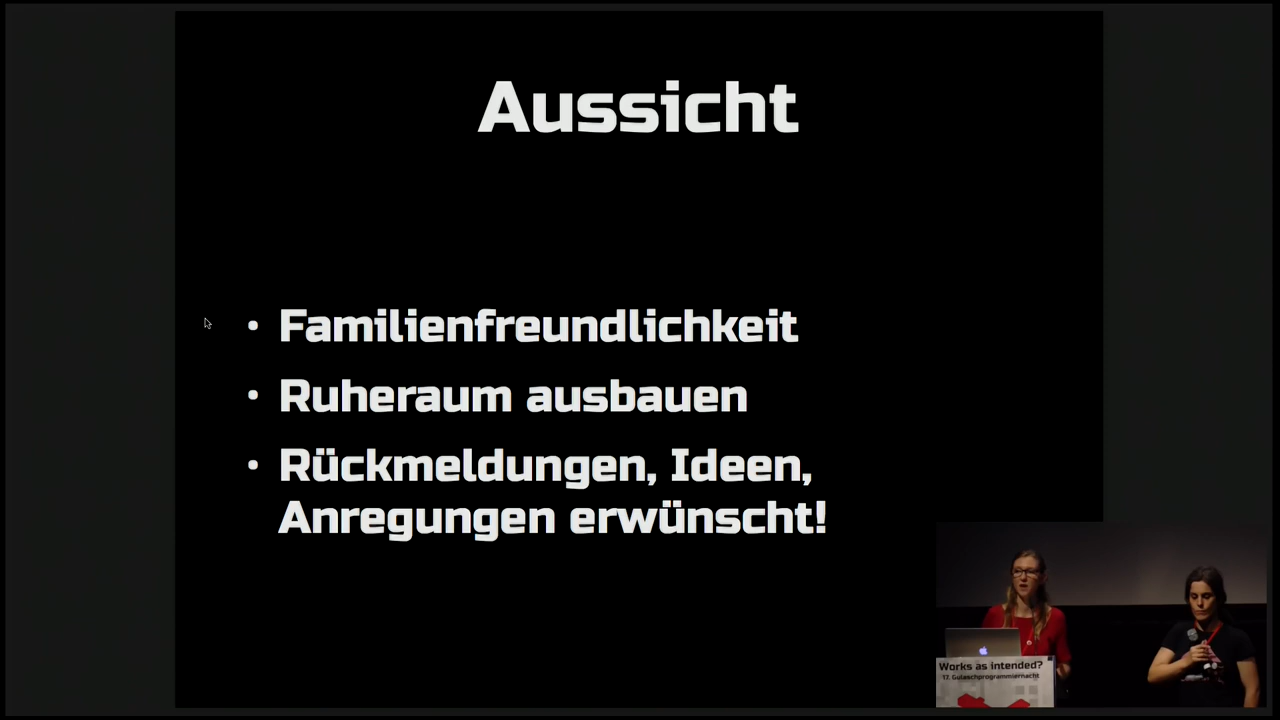 Aussicht
• Familienfreundlichkeit
• Ruheraum ausbauen
• Rückmeldungen, Ideen,
Anregungen erwünscht!
Works as intended?
17. Gulaschprogrammiernacht